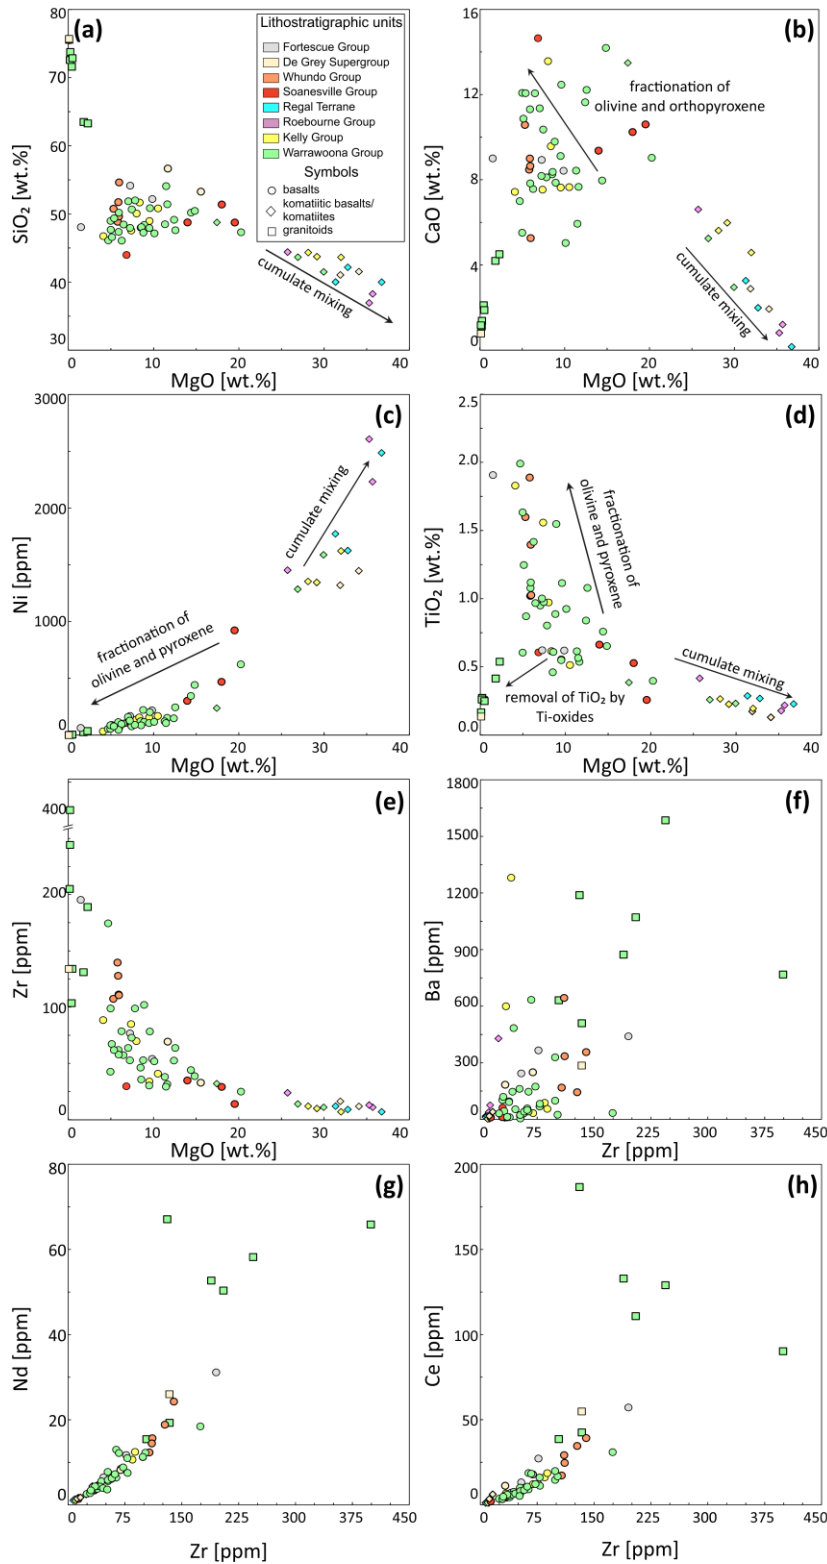 (a)
SiO₂ [wt.%]
80
70
60
50
40
30
0
10
20
30
40
MgO [wt.%]
Lithostratigraphic units
Fortescue Group
De Grey Supergroup
Whundo Group
Soanesville Group
Regal Terrane
Roebourne Group
Kelly Group
Warrawoona Group
Symbols
basalts
komatiitic basalts/
komatiites
granitoids
cumulate mixing
(b)
CaO [wt.%]
16
12
8
4
0
0
10
20
30
40
MgO [wt.%]
fractionation of
olivine and orthopyroxene
cumulate mixing
(c)
Ni [ppm]
3000
2000
1000
0
0
10
20
30
40
MgO [wt.%]
cumulate mixing
fractionation of
olivine and pyroxene
(d)
TiO₂ [wt.%]
2.5
2.0
1.5
1.0
0.5
0.0
0
10
20
30
40
MgO [wt.%]
fractionation of
olivine and pyroxene
cumulate mixing
removal of TiO₂ by
Ti-oxides
(e)
Zr [ppm]
400
200
100
0
0
10
20
30
40
MgO [wt.%]
(f)
Ba [ppm]
1800
1500
1200
900
600
300
0
0
75
150
225
300
375
450
Zr [ppm]
(g)
Nd [ppm]
80
60
40
20
0
0
75
150
225
300
375
450
Zr [ppm]
(h)
Ce [ppm]
200
150
100
50
0
0
75
150
225
300
375
450
Zr [ppm]